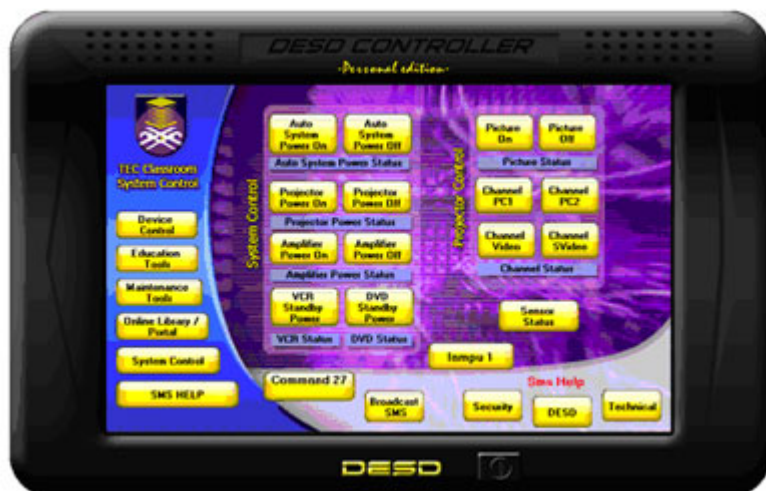 DESD CONTROLLER
-Personal edition-
TEC Classroom
System Control
Device
Control
Education
Tools
Maintenance
Tools
Online Library /
Portal
System Control
SMS HELP
System Control
Auto
System
Power On
Auto
System
Power Off
Auto System Power Status
Projector
Power On
Projector
Power Off
Projector Power Status
Amplifier
Power On
Amplifier
Power Off
Amplifier Power Status
VCR
Standby
Power
DVD
Standby
Power
VCR Status
DVD Status
Projector Control
Picture
On
Picture
Off
Picture Status
Channel
PC1
Channel
PC2
Channel
Video
Channel
SVideo
Channel Status
Sensor
Status
lampu 1
Command 27
Broadcast
SMS
Sms Help
Security
DESD
Technical
DESD